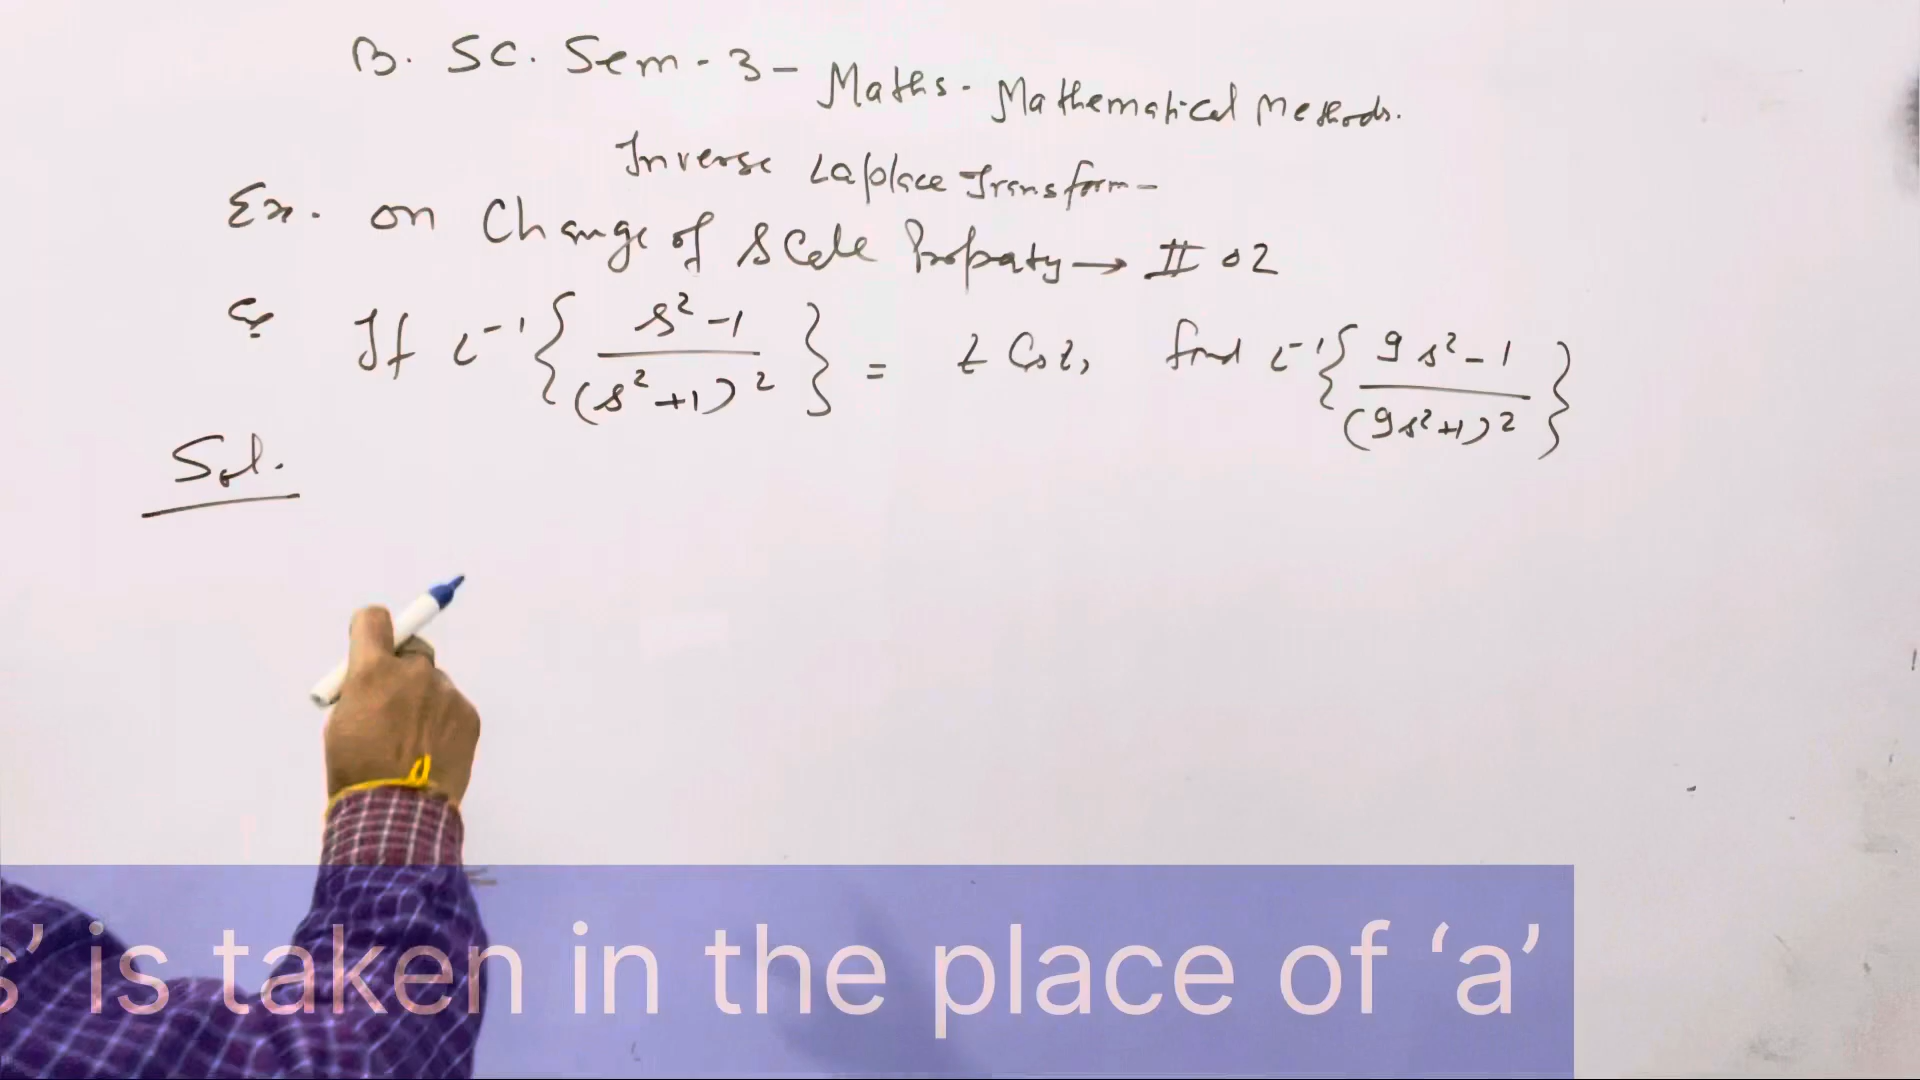 B. SC. Sem - 3 - Maths - Mathematical Methods.
Inverse Laplace Transform -
Ex. on Change of Scale Property → II 02
Q If L⁻¹{ s² - 1 / (s² + 1)² } = t Cos t, find L⁻¹{ 9s² - 1 / (9s² + 1)² }
Sol.
s’ is taken in the place of ‘a’